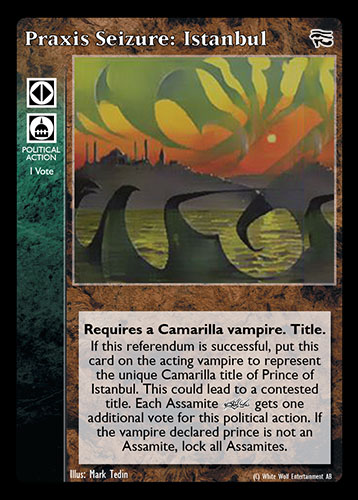 Praxis Seizure: Istanbul
POLITICAL
ACTION
1 Vote
Requires a Camarilla vampire. Title.
If this referendum is successful, put this
card on the acting vampire to represent
the unique Camarilla title of Prince of
Istanbul. This could lead to a contested
title. Each Assamite gets one
additional vote for this political action. If
the vampire declared prince is not an
Assamite, lock all Assamites.
Illus: Mark Tedin
(C) White Wolf Entertainment AB